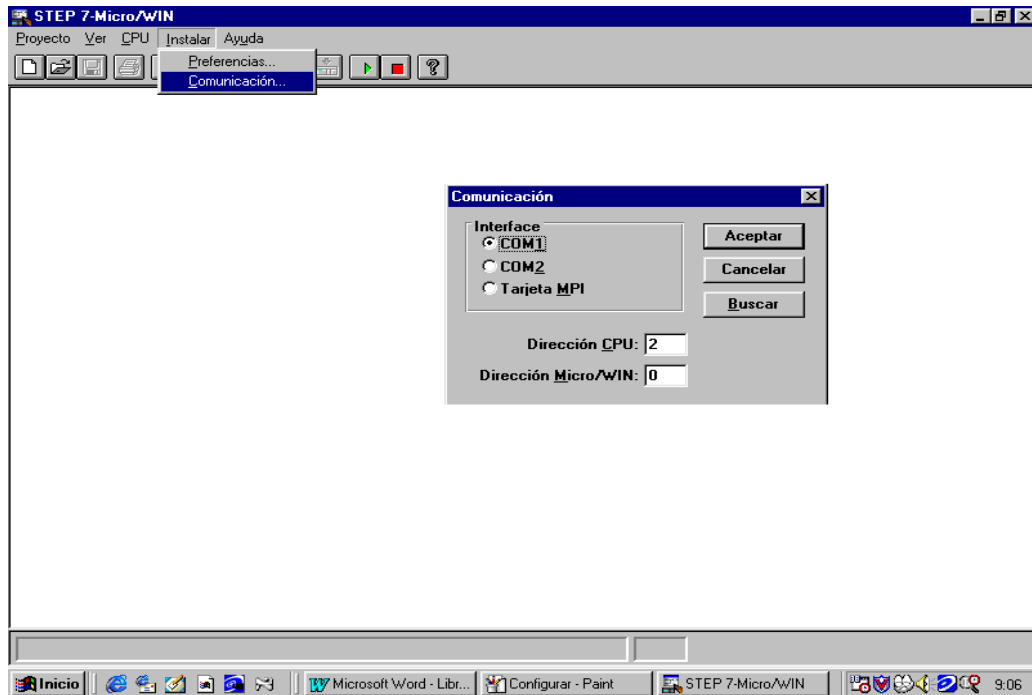 STEP 7-Micro/WIN
Proyecto Ver CPU Instalar Ayuda
Preferencias...
Comunicación...
Comunicación
Interface
COM1
COM2
Tarjeta MPI
Aceptar
Cancelar
Buscar
Dirección CPU: 2
Dirección Micro/WIN: 0
Inicio
Microsoft Word - Libr...
Configurar - Paint
STEP 7-Micro/WIN
9:06